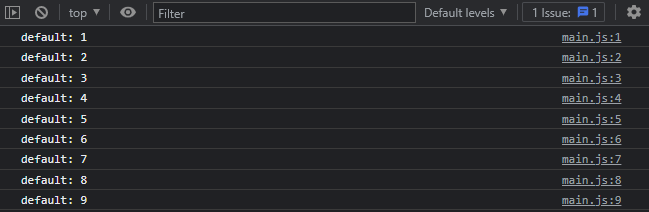 top Filter Default levels 1 Issue: 1
default: 1 main.js:1
default: 2 main.js:2
default: 3 main.js:3
default: 4 main.js:4
default: 5 main.js:5
default: 6 main.js:6
default: 7 main.js:7
default: 8 main.js:8
default: 9 main.js:9